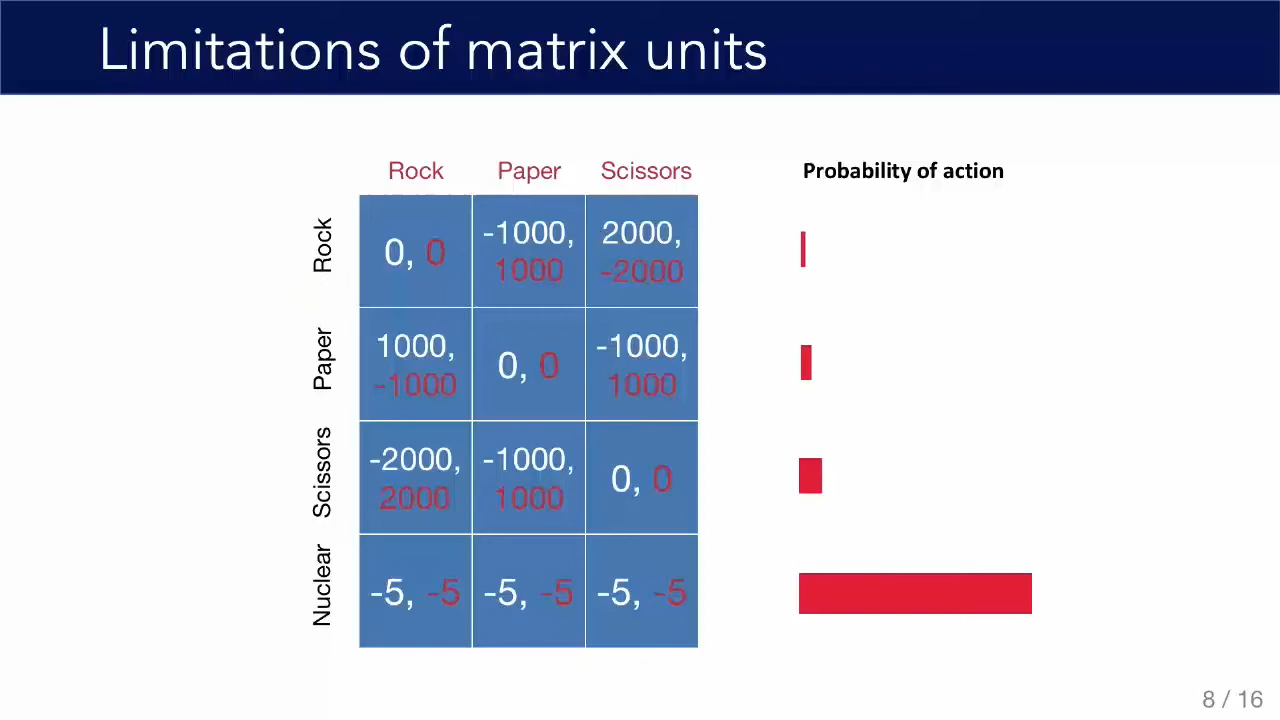 Limitations of matrix units
Rock Paper Scissors
Probability of action
Rock
0, 0
-1000,
1000
2000,
-2000
Paper
1000,
-1000
0, 0
-1000,
1000
Scissors
-2000,
2000
-1000,
1000
0, 0
Nuclear
-5, -5
-5, -5
-5, -5
8 / 16